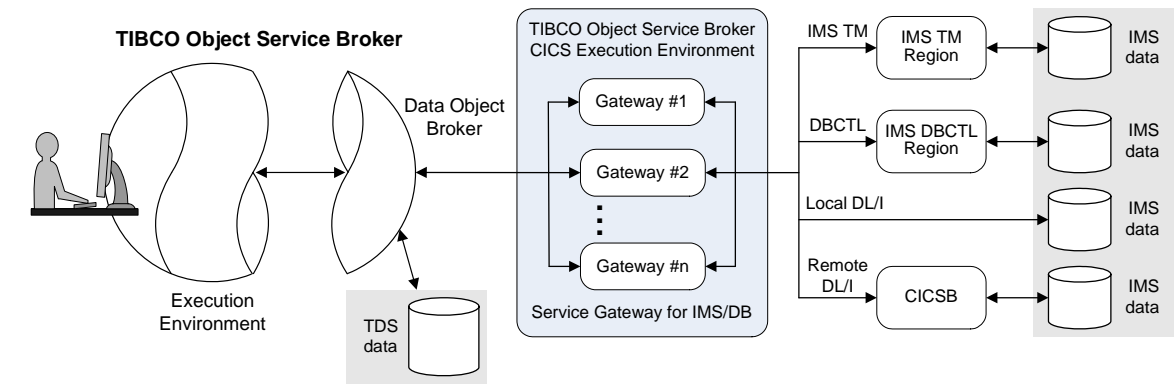 TIBCO Object Service Broker
Execution
Environment
Data Object
Broker
TDS
data
TIBCO Object Service Broker
CICS Execution Environment
Gateway #1
Gateway #2
Gateway #n
Service Gateway for IMS/DB
IMS TM
IMS TM
Region
IMS
data
DBCTL
IMS DBCTL
Region
IMS
data
Local DL/I
IMS
data
Remote
DL/I
CICSB
IMS
data